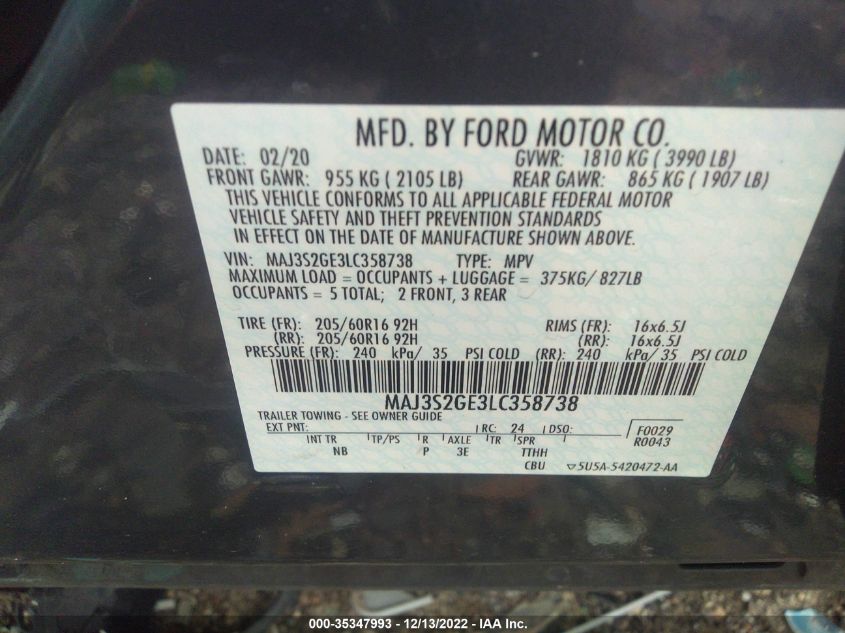 MFD. BY FORD MOTOR CO.
DATE: 02/20 GVWR: 1810 KG ( 3990 LB)
FRONT GAWR: 955 KG ( 2105 LB) REAR GAWR: 865 KG ( 1907 LB)
THIS VEHICLE CONFORMS TO ALL APPLICABLE FEDERAL MOTOR
VEHICLE SAFETY AND THEFT PREVENTION STANDARDS
IN EFFECT ON THE DATE OF MANUFACTURE SHOWN ABOVE.
VIN: MAJ3S2GE3LC358738 TYPE: MPV
MAXIMUM LOAD = OCCUPANTS + LUGGAGE = 375KG/ 827LB
OCCUPANTS = 5 TOTAL; 2 FRONT, 3 REAR
TIRE (FR): 205/60R16 92H RIMS (FR): 16x6.5J
(RR): 205/60R16 92H (RR): 16x6.5J
PRESSURE (FR): 240 kPa/ 35 PSI COLD (RR): 240 kPa/ 35 PSI COLD
MAJ3S2GE3LC358738
TRAILER TOWING - SEE OWNER GUIDE
EXT PNT: RC: 24 DSO: F0029
R0043
INT TR TP/PS R AXLE TR SPR
NB P 3E TTHH
CBU 5U5A-5420472-AA
000-35347993 - 12/13/2022 - IAA Inc.